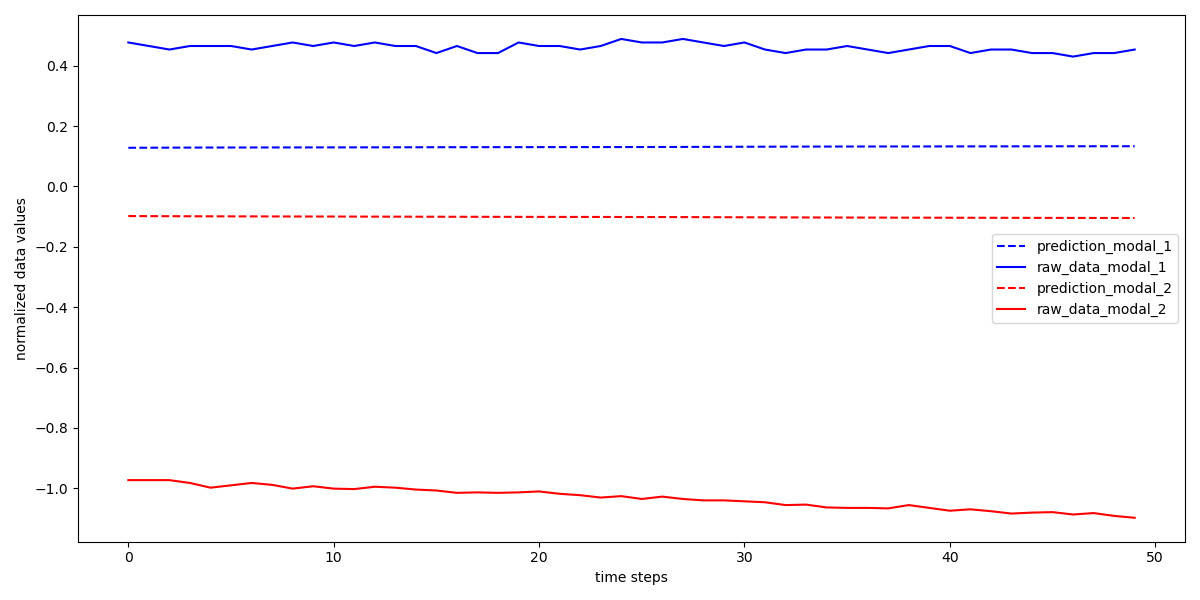 0.4
0.2
0.0
−0.2
−0.4
−0.6
−0.8
−1.0
normalized data values
prediction_modal_1
raw_data_modal_1
prediction_modal_2
raw_data_modal_2
0 10 20 30 40 50
time steps